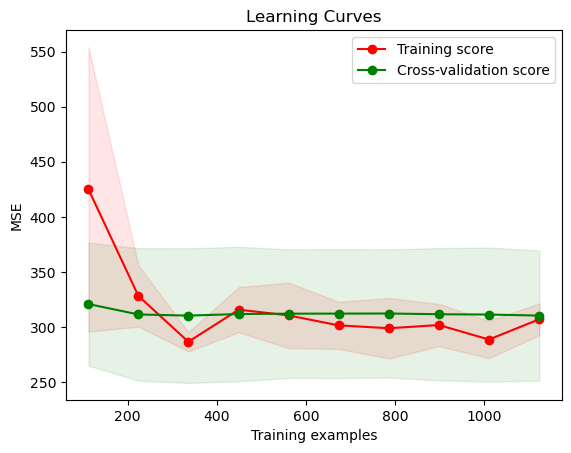 Learning Curves
Training score
Cross-validation score
MSE
550
500
450
400
350
300
250
200
400
600
800
1000
Training examples